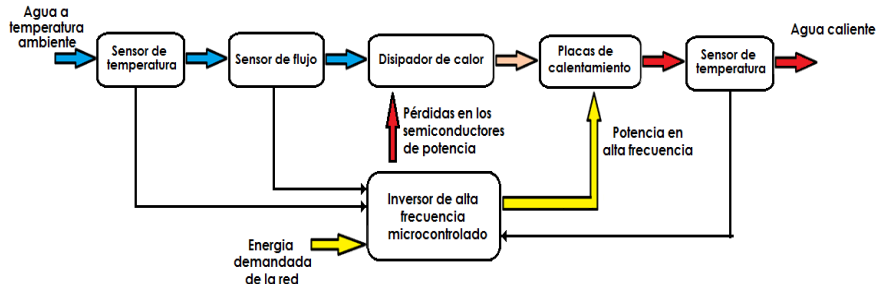 Agua a
temperatura
ambiente
Sensor de
temperatura
Sensor de flujo
Disipador de calor
Placas de
calentamiento
Sensor de
temperatura
Agua caliente
Pérdidas en los
semiconductores
de potencia
Potencia en
alta frecuencia
Inversor de alta
frecuencia
microcontrolado
Energia
demandada
de la red